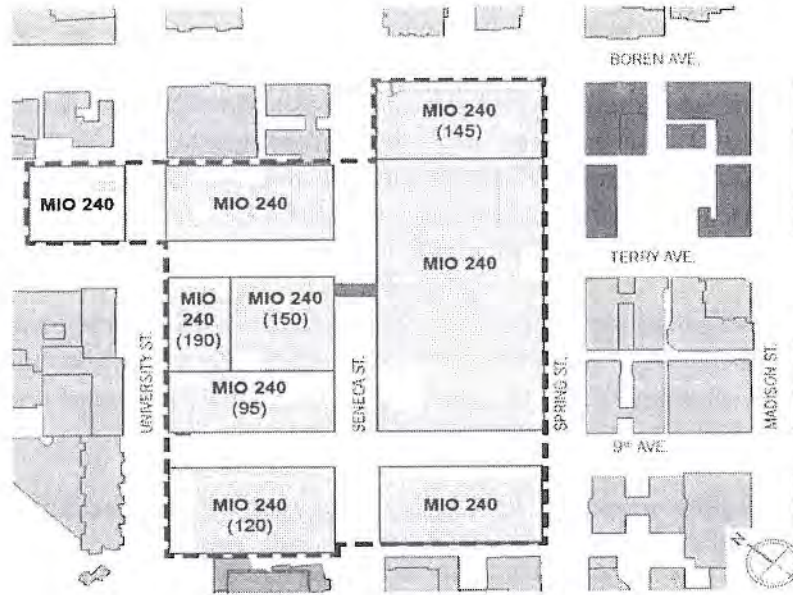 BOREN AVE.
MIO 240
(145)
MIO 240
MIO 240
MIO 240
TERRY AVE.
MIO
240
(190)
MIO 240
(150)
UNIVERSITY ST.
SENECA ST.
SPRING ST.
MADISON ST.
MIO 240
(95)
9TH AVE.
MIO 240
(120)
MIO 240
N